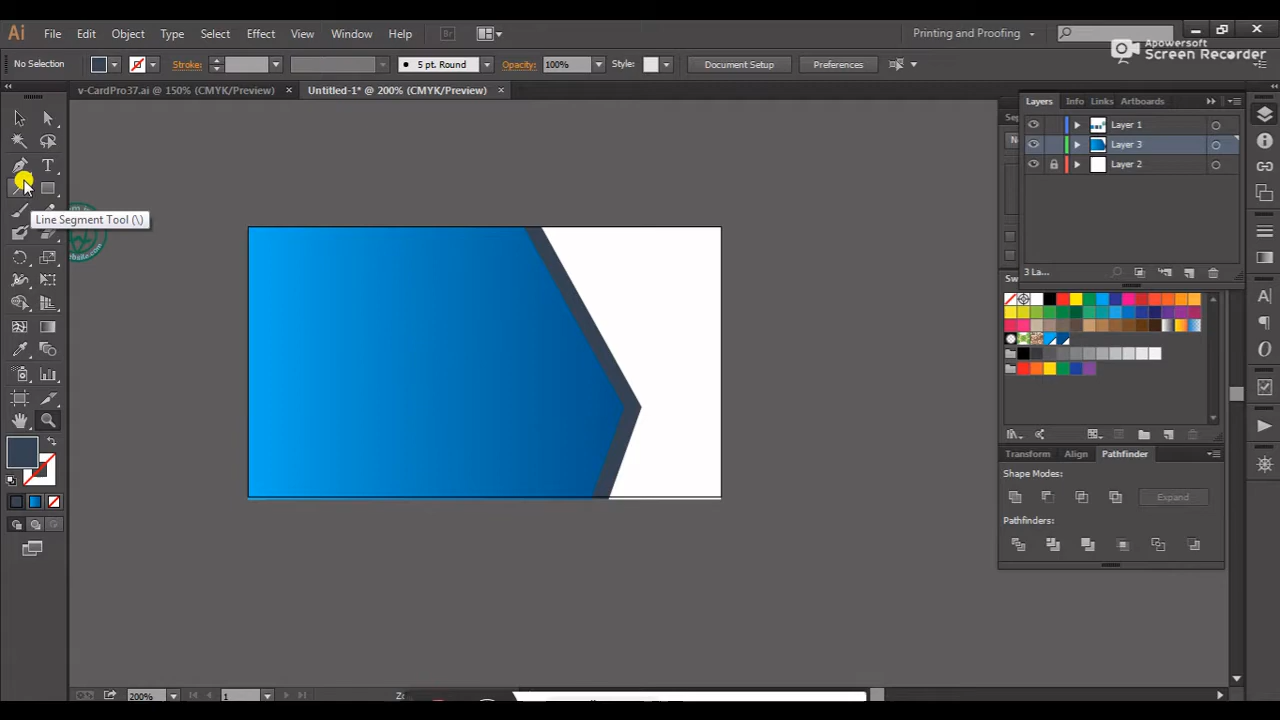 Ai File Edit Object Type Select Effect View Window Help Br Printing and Proofing
Apowersoft
Screen Recorder
No Selection Stroke: 5 pt. Round Opacity: 100% Style: Document Setup Preferences
v-CardPro37.ai @ 150% (CMYK/Preview) Untitled-1* @ 200% (CMYK/Preview)
Layers Info Links Artboards
Layer 1
Layer 3
Layer 2
Line Segment Tool (\)
3 La...
Sw
Transform Align Pathfinder
Shape Modes:
Expand
Pathfinders:
200% 1